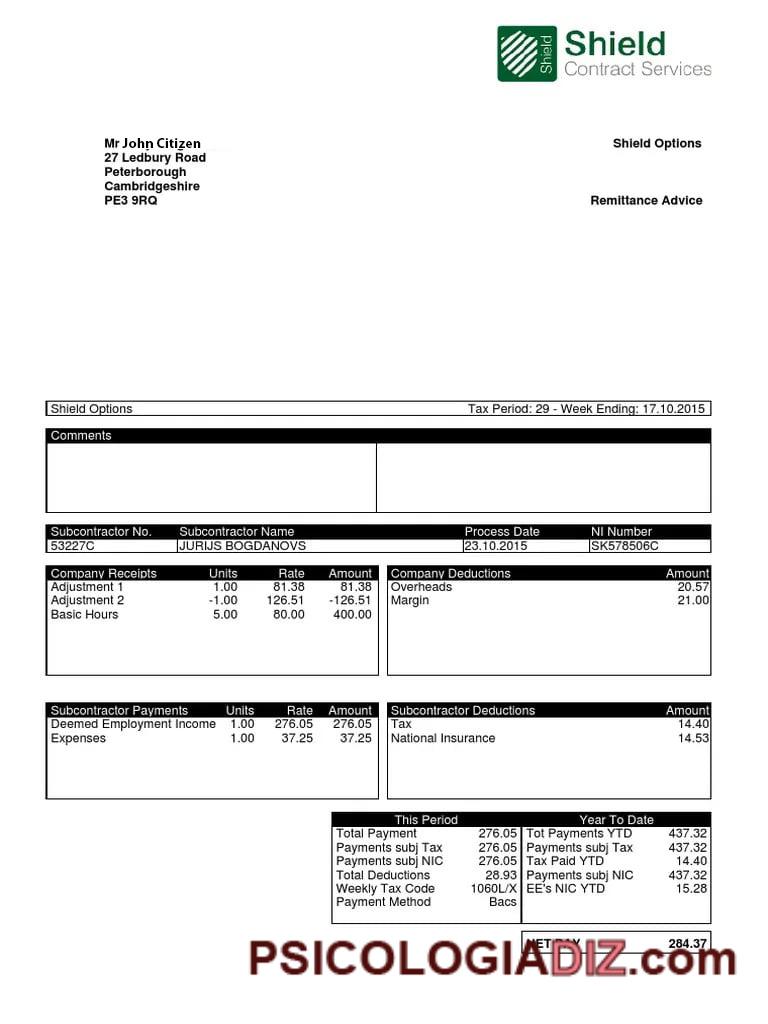 Shield
Shield
Contract Services
Mr John Citizen
27 Ledbury Road
Peterborough
Cambridgeshire
PE3 9RQ
Shield Options
Remittance Advice
Shield Options Tax Period: 29 - Week Ending: 17.10.2015
Comments
Subcontractor No. Subcontractor Name Process Date NI Number
53227C JURIJS BOGDANOVS 23.10.2015 SK578506C
Company Receipts Units Rate Amount Company Deductions Amount
Adjustment 1 1.00 81.38 81.38 Overheads 20.57
Adjustment 2 -1.00 126.51 -126.51 Margin 21.00
Basic Hours 5.00 80.00 400.00
Subcontractor Payments Units Rate Amount Subcontractor Deductions Amount
Deemed Employment Income 1.00 276.05 276.05 Tax 14.40
Expenses 1.00 37.25 37.25 National Insurance 14.53
This Period Year To Date
Total Payment 276.05 Tot Payments YTD 437.32
Payments subj Tax 276.05 Payments subj Tax 437.32
Payments subj NIC 276.05 Tax Paid YTD 14.40
Total Deductions 28.93 Payments subj NIC 437.32
Weekly Tax Code 1060L/X EE's NIC YTD 15.28
Payment Method Bacs
NET PAY 284.37
PSICOLOGIADIZ.com